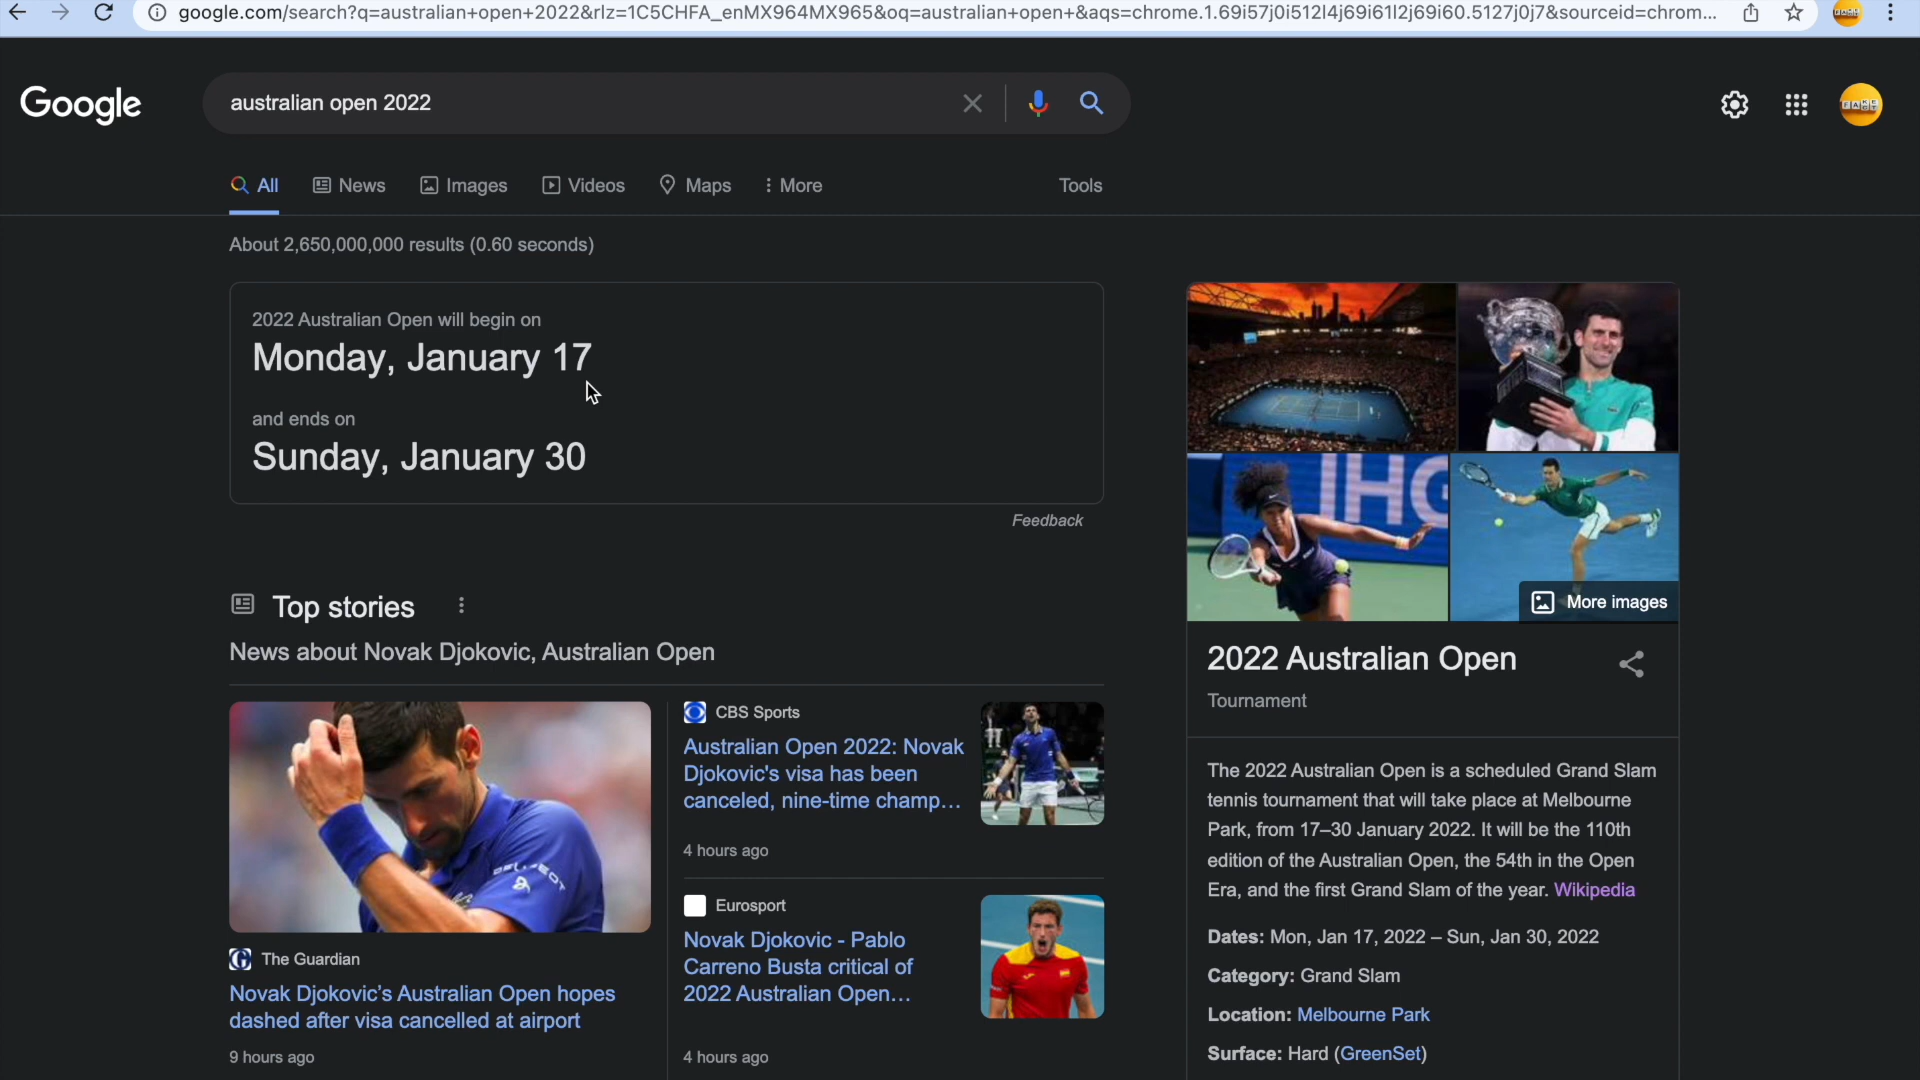 google.com/search?q=australian+open+2022&rlz=1C5CHFA_enMX964MX965&oq=australian+open+&aqs=chrome.1.69i57j0i512l4j69i61l2j69i60.5127j0j7&sourceid=chrom...
Google
australian open 2022
All
News
Images
Videos
Maps
More
Tools
About 2,650,000,000 results (0.60 seconds)
2022 Australian Open will begin on
Monday, January 17
and ends on
Sunday, January 30
Feedback
Top stories
News about Novak Djokovic, Australian Open
PEUGEOT
The Guardian
Novak Djokovic’s Australian Open hopes
dashed after visa cancelled at airport
9 hours ago
CBS Sports
Australian Open 2022: Novak
Djokovic's visa has been
canceled, nine-time champ...
4 hours ago
Eurosport
Novak Djokovic - Pablo
Carreno Busta critical of
2022 Australian Open...
4 hours ago
IHG
More images
2022 Australian Open
Tournament
The 2022 Australian Open is a scheduled Grand Slam
tennis tournament that will take place at Melbourne
Park, from 17–30 January 2022. It will be the 110th
edition of the Australian Open, the 54th in the Open
Era, and the first Grand Slam of the year. Wikipedia
Dates: Mon, Jan 17, 2022 – Sun, Jan 30, 2022
Category: Grand Slam
Location: Melbourne Park
Surface: Hard (GreenSet)